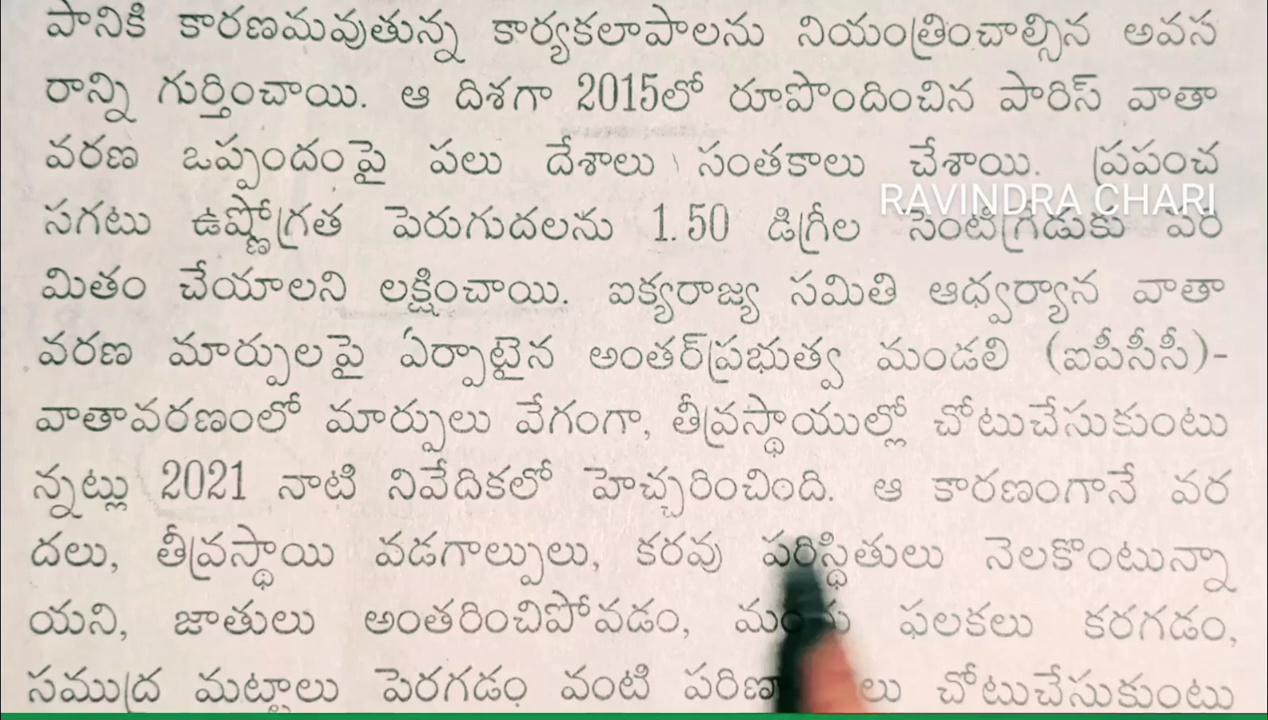 పానికి కారణమవుతున్న కార్యకలాపాలను నియంత్రించాల్సిన అవస
రాన్ని గుర్తించాయి. ఆ దిశగా 2015లో రూపొందించిన పారిస్ వాతా
వరణ ఒప్పందంపై పలు దేశాలు సంతకాలు చేశాయి. ప్రపంచ
RAVINDRA CHARI
సగటు ఉష్ణోగ్రత పెరుగుదలను 1.50 డిగ్రీల సెంటిగ్రేడుకు పరి
మితం చేయాలని లక్షించాయి. ఐక్యరాజ్య సమితి ఆధ్వర్యాన వాతా
వరణ మార్పులపై ఏర్పాటైన అంతర్‌ప్రభుత్వ మండలి (ఐపీసీసీ)-
వాతావరణంలో మార్పులు వేగంగా, తీవ్రస్థాయుల్లో చోటుచేసుకుంటు
న్నట్లు 2021 నాటి నివేదికలో హెచ్చరించింది. ఆ కారణంగానే వర
దలు, తీవ్రస్థాయి వడగాల్పులు, కరవు పరిస్థితులు నెలకొంటున్నా
యని, జాతులు అంతరించిపోవడం, ఫలకలు కరగడం,
సముద్ర మట్టాలు పెరగడం వంటి చోటుచేసుకుంటు